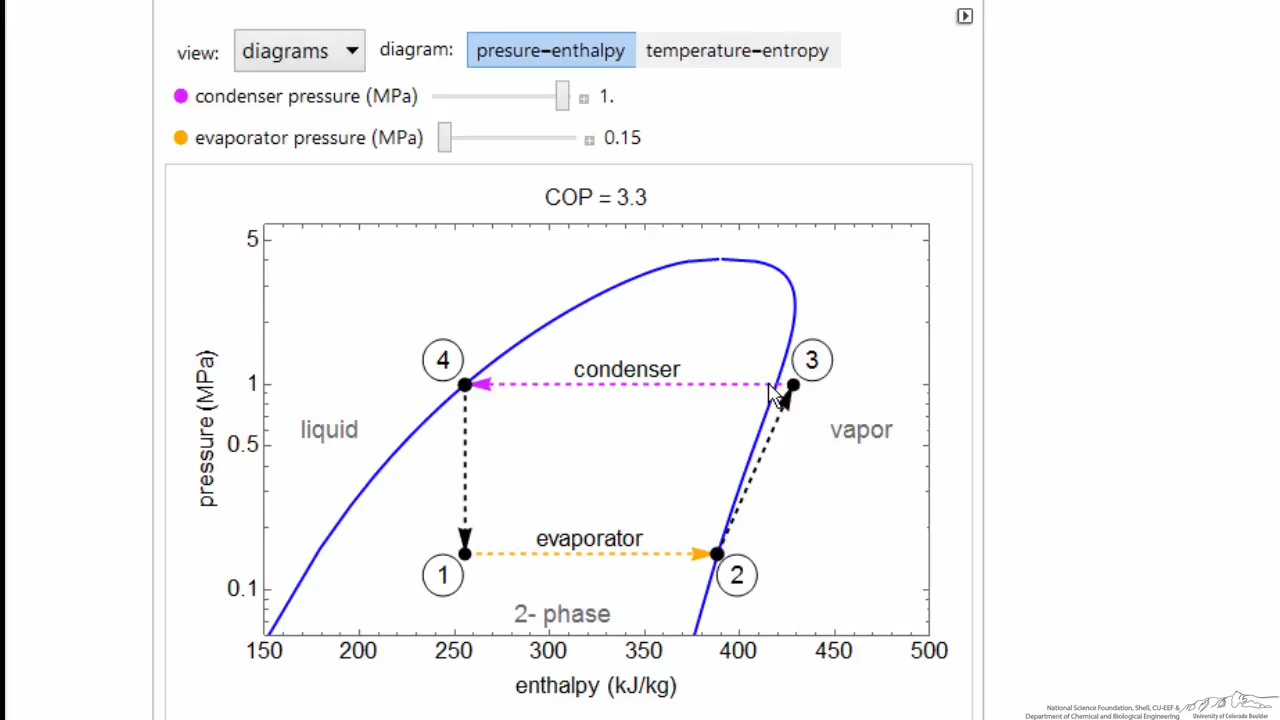 view: diagrams diagram: presure-enthalpy temperature-entropy
condenser pressure (MPa) 1.
evaporator pressure (MPa) 0.15
COP = 3.3
5
4 3
condenser
1
liquid vapor
0.5
pressure (MPa)
evaporator
1 2
0.1
2- phase
150 200 250 300 350 400 450 500
enthalpy (kJ/kg)
National Science Foundation, Shell, CU-EEF &
Department of Chemical and Biological Engineering
University of Colorado Boulder